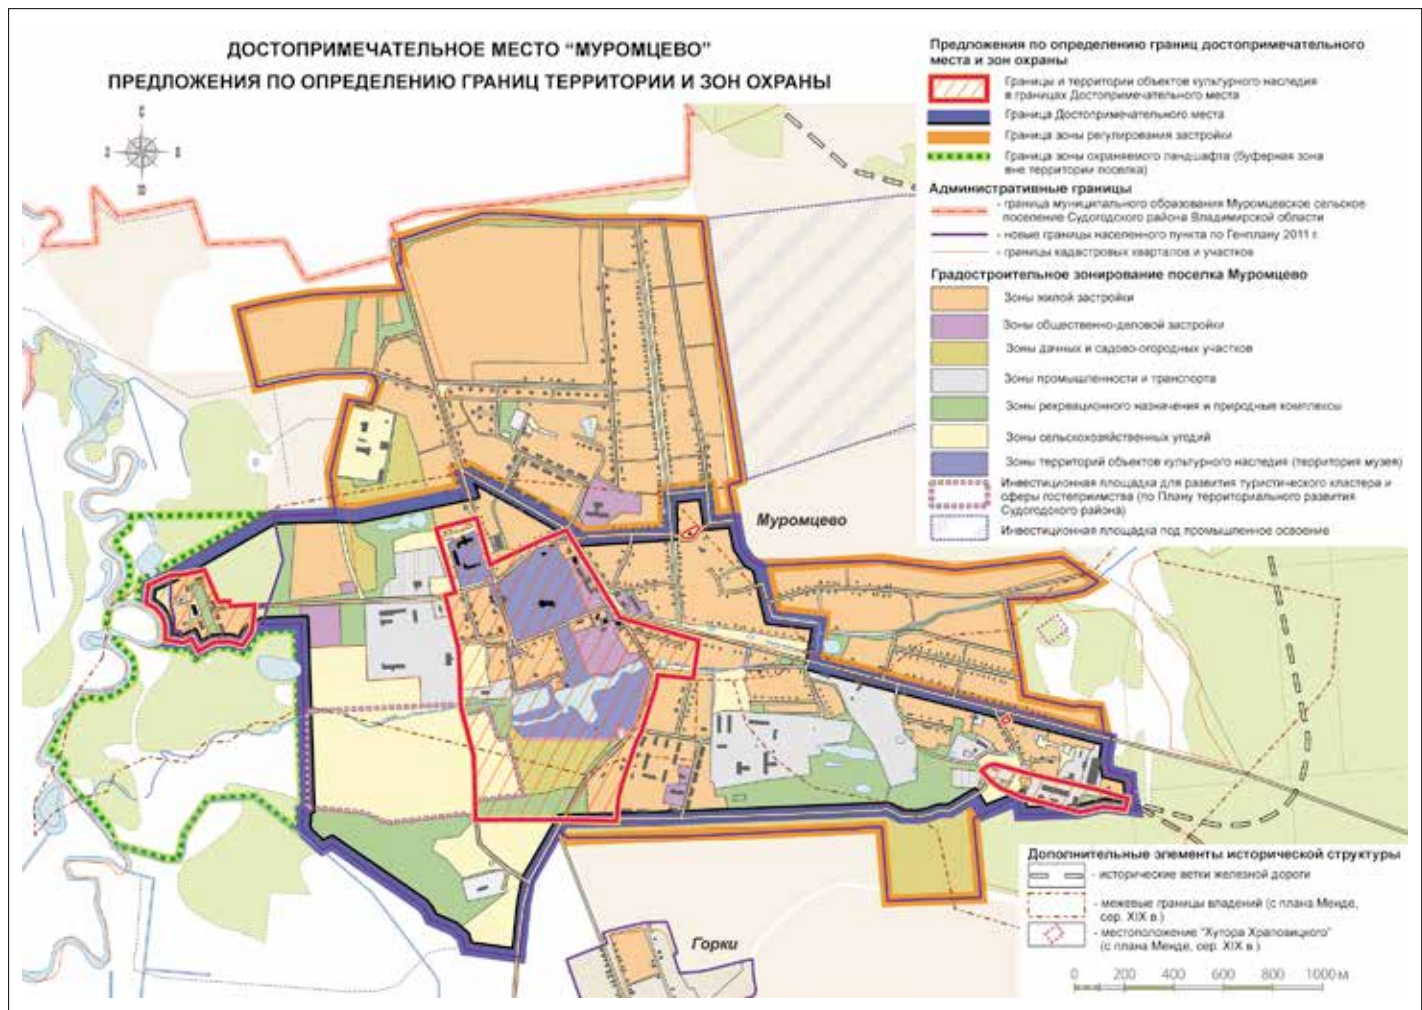 ДОСТОПРИМЕЧАТЕЛЬНОЕ МЕСТО “МУРОМЦЕВО”
ПРЕДЛОЖЕНИЯ ПО ОПРЕДЕЛЕНИЮ ГРАНИЦ ТЕРРИТОРИИ И ЗОН ОХРАНЫ
С
Предложения по определению границ достопримечательного
места и зон охраны
Границы и территории объектов культурного наследия
в границах Достопримечательного места
Граница Достопримечательного места
Граница зоны регулирования застройки
Граница зоны охраняемого ландшафта (буферная зона
вне территории поселка)
Административные границы
- граница муниципального образования Муромцевское сельское
поселение Судогодского района Владимирской области
- новые границы населенного пункта по Генплану 2011 г.
- границы кадастровых кварталов и участков
Градостроительное зонирование поселка Муромцево
Зоны жилой застройки
Зоны общественно-деловой застройки
Зоны дачных и садово-огородных участков
Зоны промышленности и транспорта
Зоны рекреационного назначения и природные комплексы
Зоны сельскохозяйственных угодий
Зоны территорий объектов культурного наследия (территория музея)
Инвестиционная площадка для развития туристического кластера и
сферы гостеприимства (по Плану территориального развития
Судогодского района)
Инвестиционная площадка под промышленное освоение
Муромцево
Горки
Дополнительные элементы исторической структуры
- исторические ветки железной дороги
- межевые границы владений (с плана Менде,
сер. XIX в.)
- местоположение "Хутора Храповицкого"
(с плана Менде, сер. XIX в.)
0 200 400 600 800 1000 м